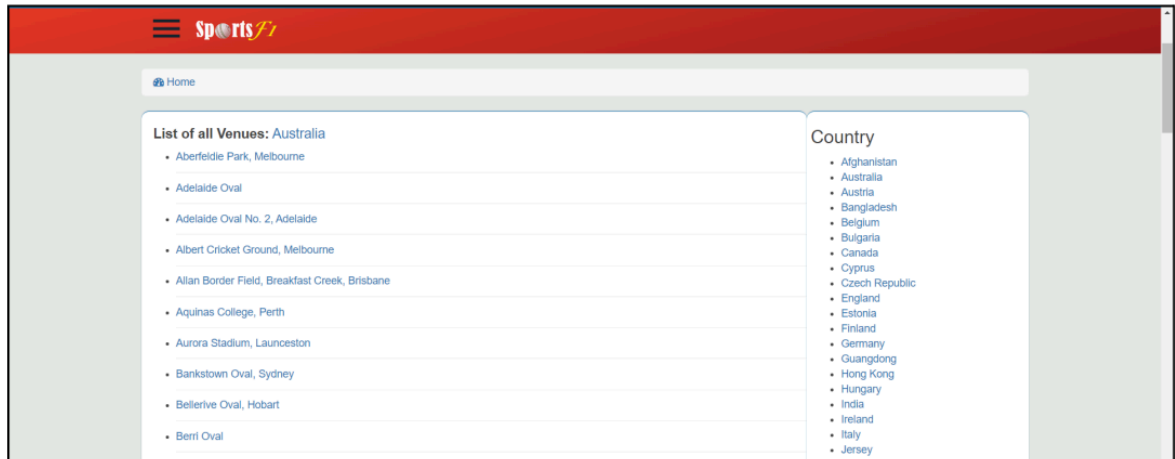 Sports FI
Home
List of all Venues: Australia
Aberfeldie Park, Melbourne
Adelaide Oval
Adelaide Oval No. 2, Adelaide
Albert Cricket Ground, Melbourne
Allan Border Field, Breakfast Creek, Brisbane
Aquinas College, Perth
Aurora Stadium, Launceston
Bankstown Oval, Sydney
Bellerive Oval, Hobart
Berri Oval
Country
Afghanistan
Australia
Austria
Bangladesh
Belgium
Bulgaria
Canada
Cyprus
Czech Republic
England
Estonia
Finland
Germany
Guangdong
Hong Kong
Hungary
India
Ireland
Italy
Jersey